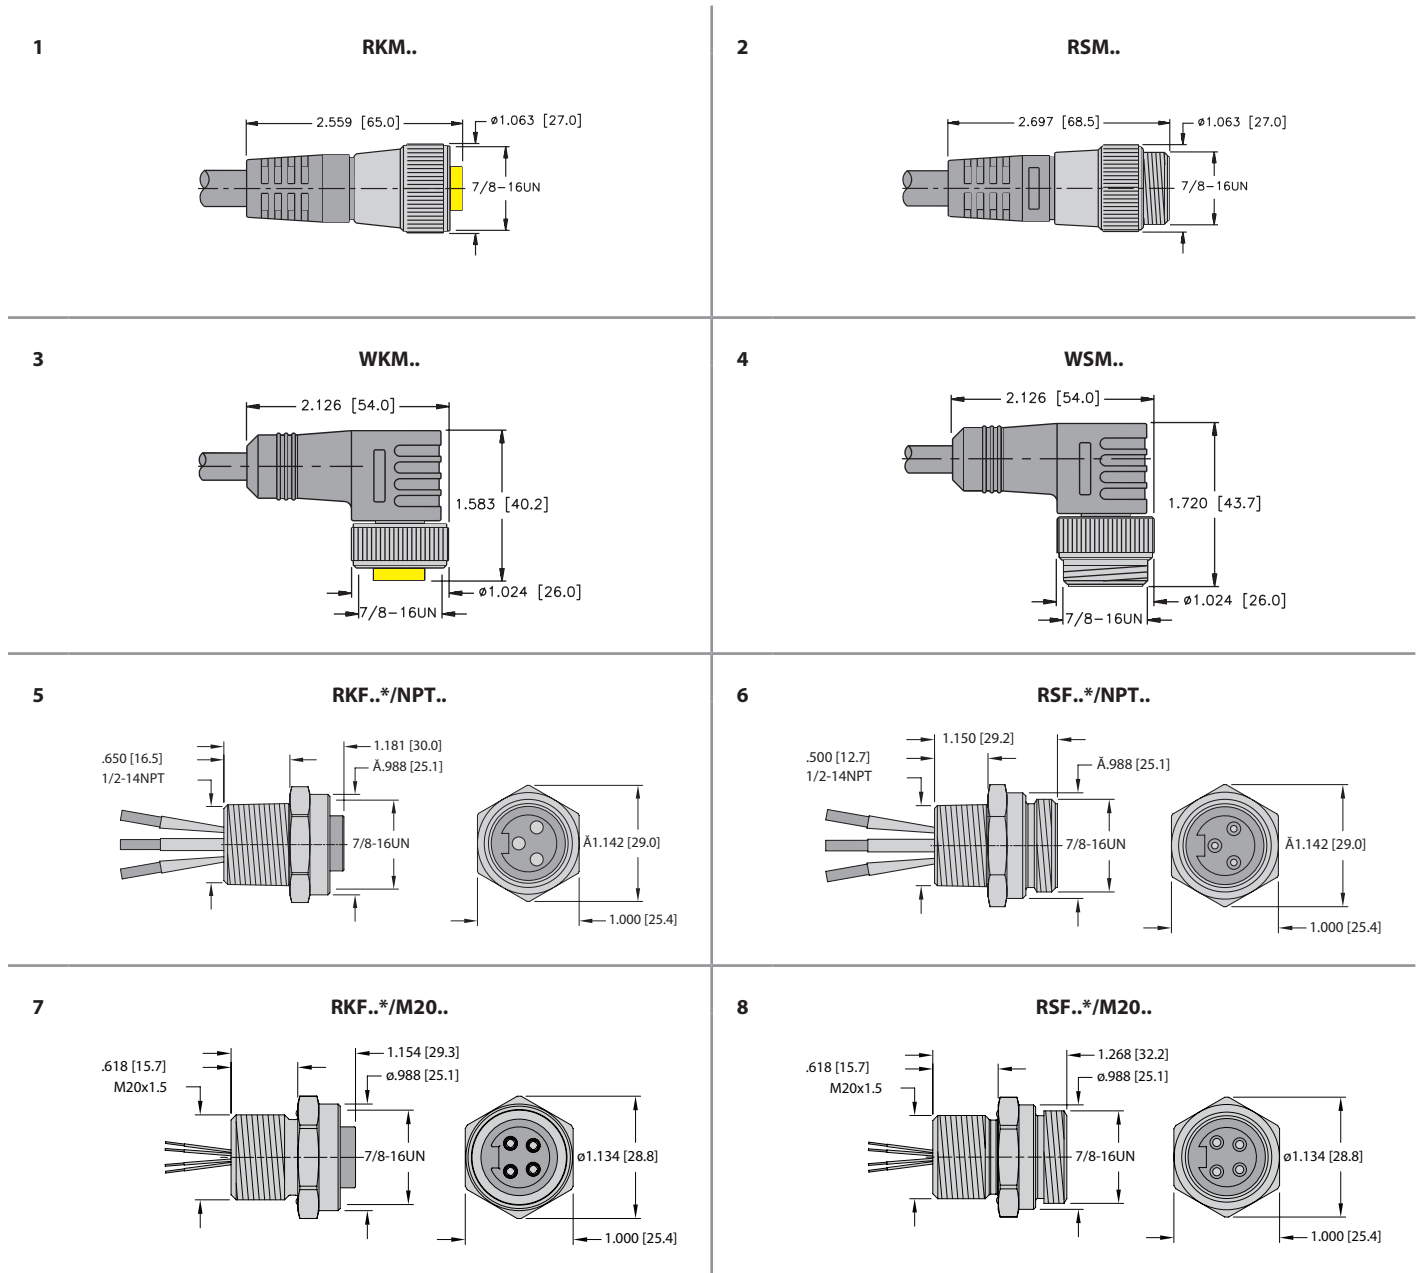 1
RKM..
2.559 [65.0]
ø1.063 [27.0]
7/8-16UN
2
RSM..
2.697 [68.5]
ø1.063 [27.0]
7/8-16UN
3
WKM..
2.126 [54.0]
1.583 [40.2]
ø1.024 [26.0]
7/8-16UN
4
WSM..
2.126 [54.0]
1.720 [43.7]
ø1.024 [26.0]
7/8-16UN
5
RKF..*/NPT..
.650 [16.5]
1/2-14NPT
1.181 [30.0]
Ä.988 [25.1]
7/8-16UN
Ä1.142 [29.0]
1.000 [25.4]
6
RSF..*/NPT..
1.150 [29.2]
.500 [12.7]
1/2-14NPT
Ä.988 [25.1]
7/8-16UN
Ä1.142 [29.0]
1.000 [25.4]
7
RKF..*/M20..
.618 [15.7]
M20x1.5
1.154 [29.3]
ø.988 [25.1]
7/8-16UN
ø1.134 [28.8]
1.000 [25.4]
8
RSF..*/M20..
.618 [15.7]
M20x1.5
1.268 [32.2]
ø.988 [25.1]
7/8-16UN
ø1.134 [28.8]
1.000 [25.4]